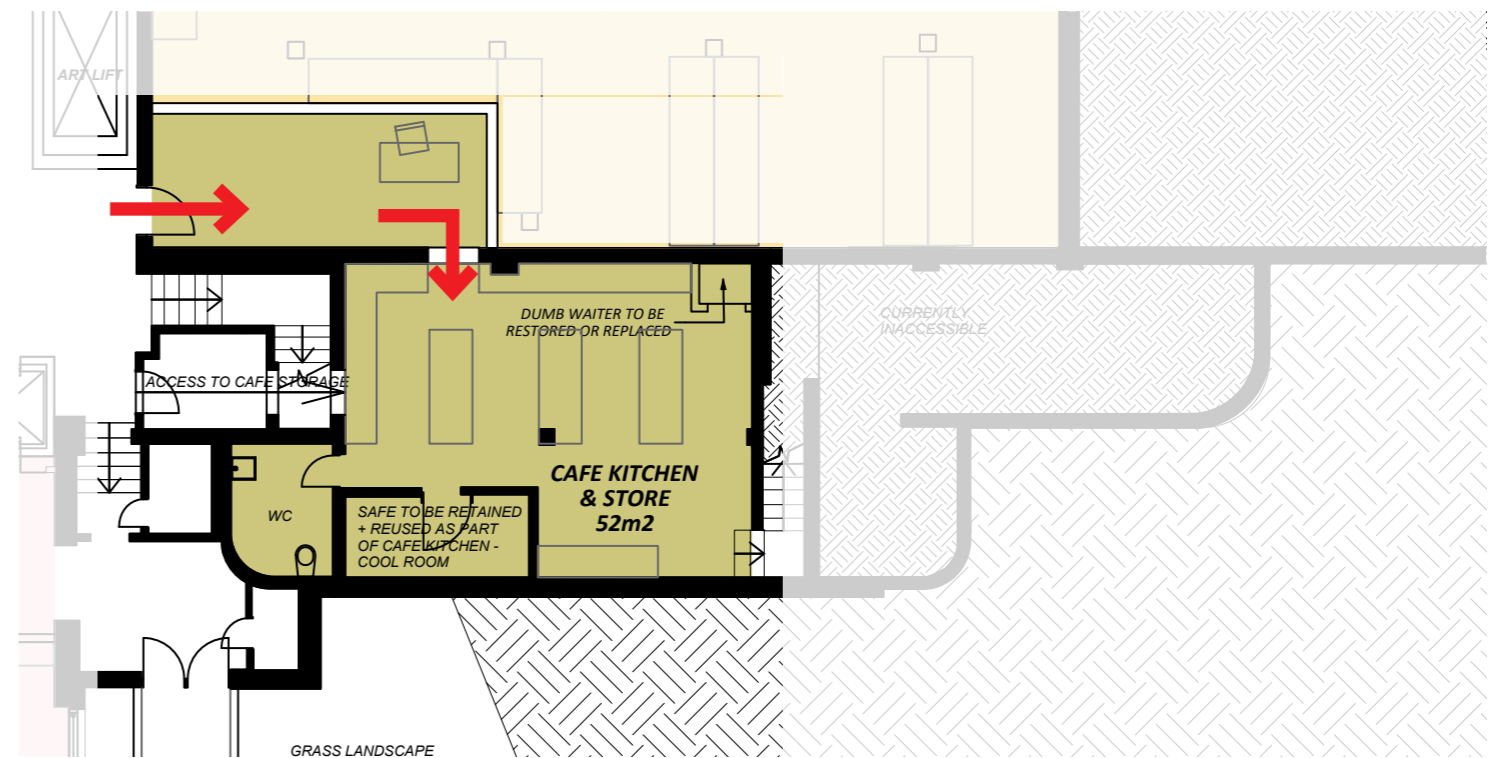 ART LIFT
DUMB WAITER TO BE
RESTORED OR REPLACED
CURRENTLY
INACCESSIBLE
ACCESS TO CAFE STORAGE
CAFE KITCHEN
& STORE
52m2
WC
SAFE TO BE RETAINED
+ REUSED AS PART
OF CAFE KITCHEN -
COOL ROOM
GRASS LANDSCAPE